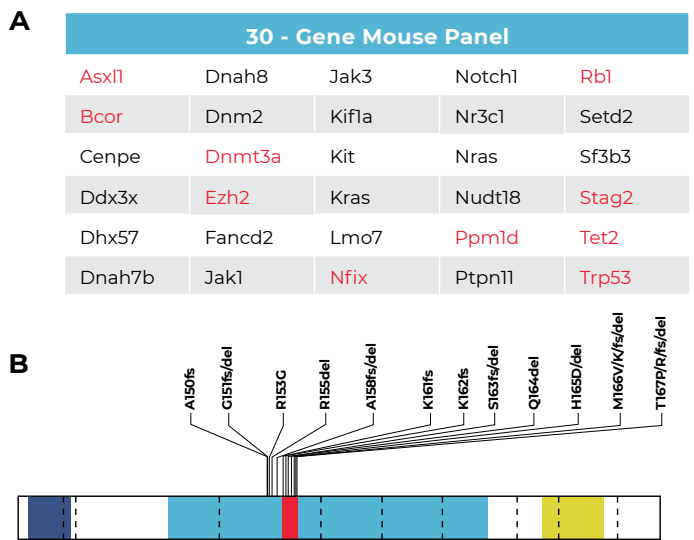 A
30 - Gene Mouse Panel
Asxl1 Dnah8 Jak3 Notch1 Rb1
Bcor Dnm2 Kif1a Nr3c1 Setd2
Cenpe Dnmt3a Kit Nras Sf3b3
Ddx3x Ezh2 Kras Nudt18 Stag2
Dhx57 Fancd2 Lmo7 Ppm1d Tet2
Dnah7b Jak1 Nfix Ptpn11 Trp53
B
A150fs
G151fs/del
R153G
R155del
A158fs/del
K161fs
K162fs
S163fs/del
Q164del
H165D/del
M166V/K/fs/del
T167P/R/fs/del